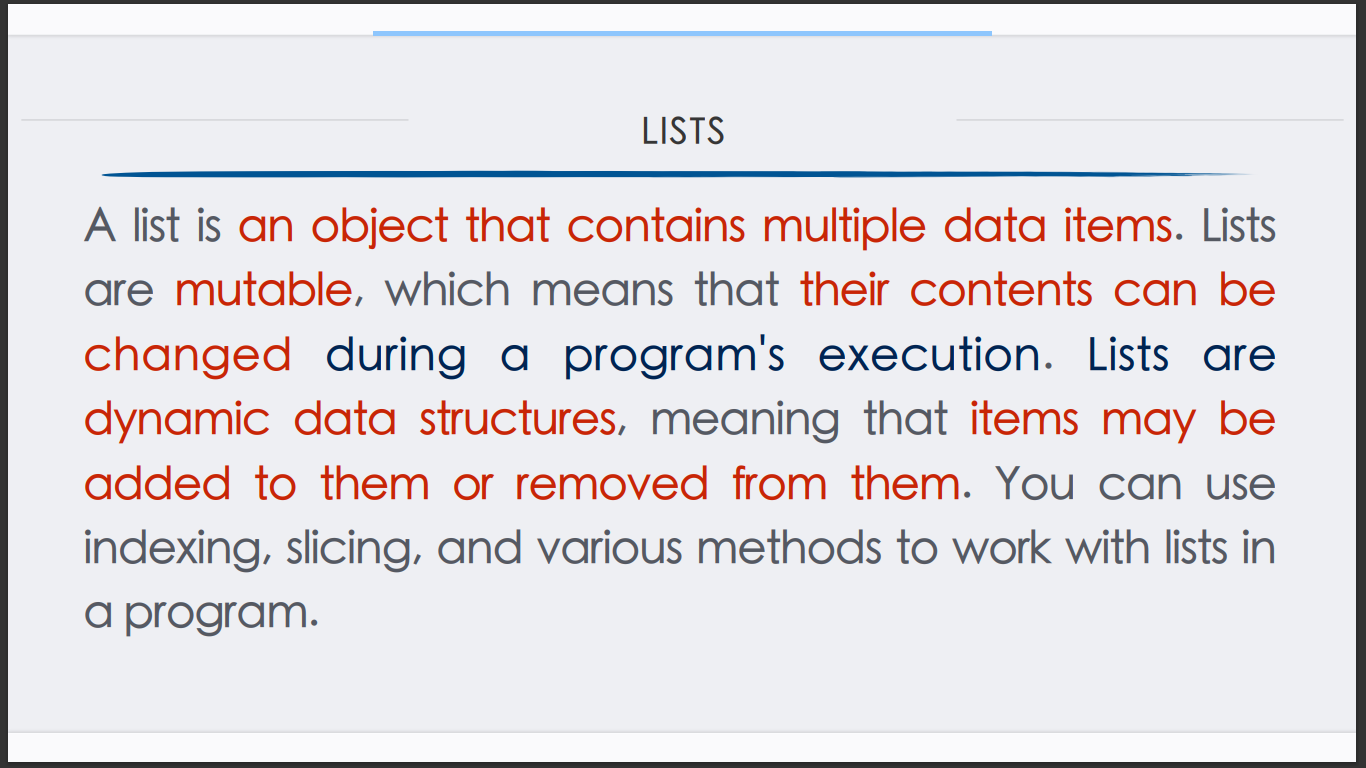 LISTS
A list is an object that contains multiple data items. Lists
are mutable, which means that their contents can be
changed during a program's execution. Lists are
dynamic data structures, meaning that items may be
added to them or removed from them. You can use
indexing, slicing, and various methods to work with lists in
a program.